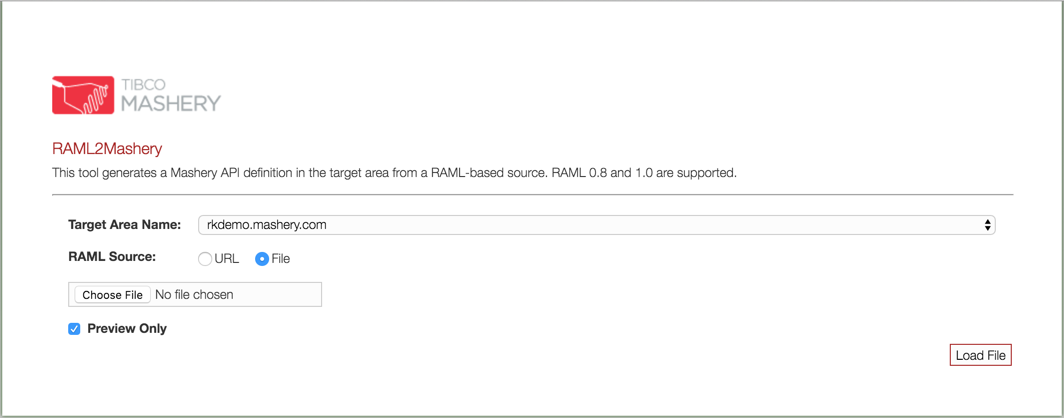 TIBCO
MASHERY
RAML2Mashery
This tool generates a Mashery API definition in the target area from a RAML-based source. RAML 0.8 and 1.0 are supported.
Target Area Name: rkdemo.mashery.com
RAML Source: URL File
Choose File No file chosen
Preview Only
Load File